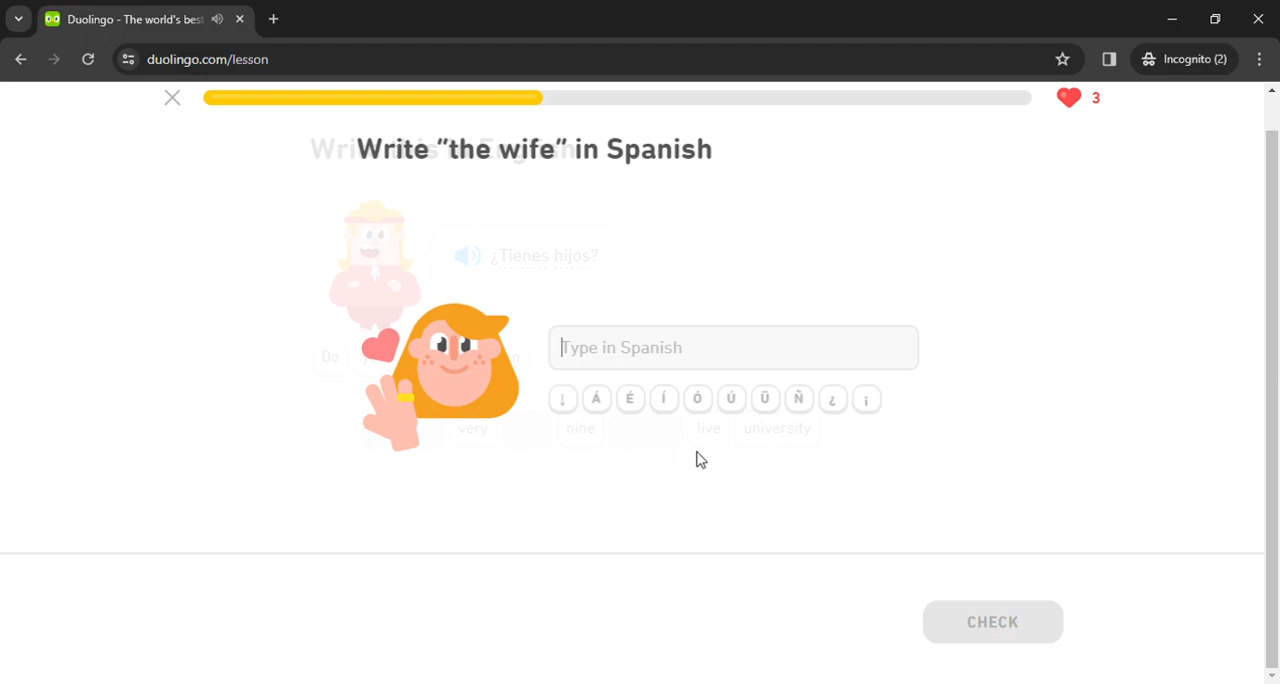 Duolingo - The world's best
duolingo.com/lesson
Incognito (2)
3
Write "the wife" in Spanish
¿Tienes hijos?
Do
Type in Spanish
↓ Á É Í Ó Ú Ü Ñ ¿ ¡
very nine live university
CHECK